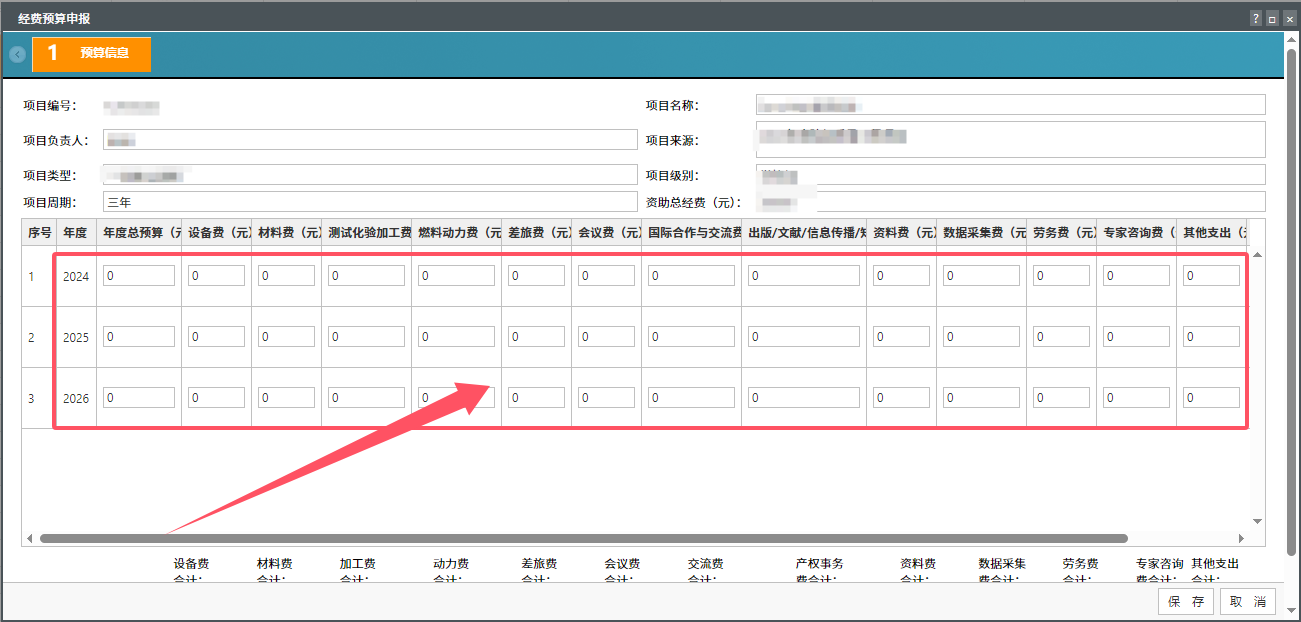 经费预算申报
1 预算信息
项目编号： 项目名称：
项目负责人： 项目来源：
项目类型： 项目级别：
项目周期： 三年 资助总经费（元）：
序号 年度 年度总预算（元 设备费（元） 材料费（元） 测试化验加工费 燃料动力费（元 差旅费（元） 会议费（元） 国际合作与交流费 出版/文献/信息传播/知 资料费（元） 数据采集费（元 劳务费（元） 专家咨询费（ 其他支出（元
1 2024 0 0 0 0 0 0 0 0 0 0 0 0 0 0
2 2025 0 0 0 0 0 0 0 0 0 0 0 0 0 0
3 2026 0 0 0 0 0 0 0 0 0 0 0 0 0 0
设备费 材料费 加工费 动力费 差旅费 会议费 交流费 产权事务 资料费 数据采集 劳务费 专家咨询 其他支出
合计： 合计： 合计： 合计： 合计： 合计： 合计： 费合计： 合计： 费合计： 合计： 费合计： 合计：
保 存 取 消